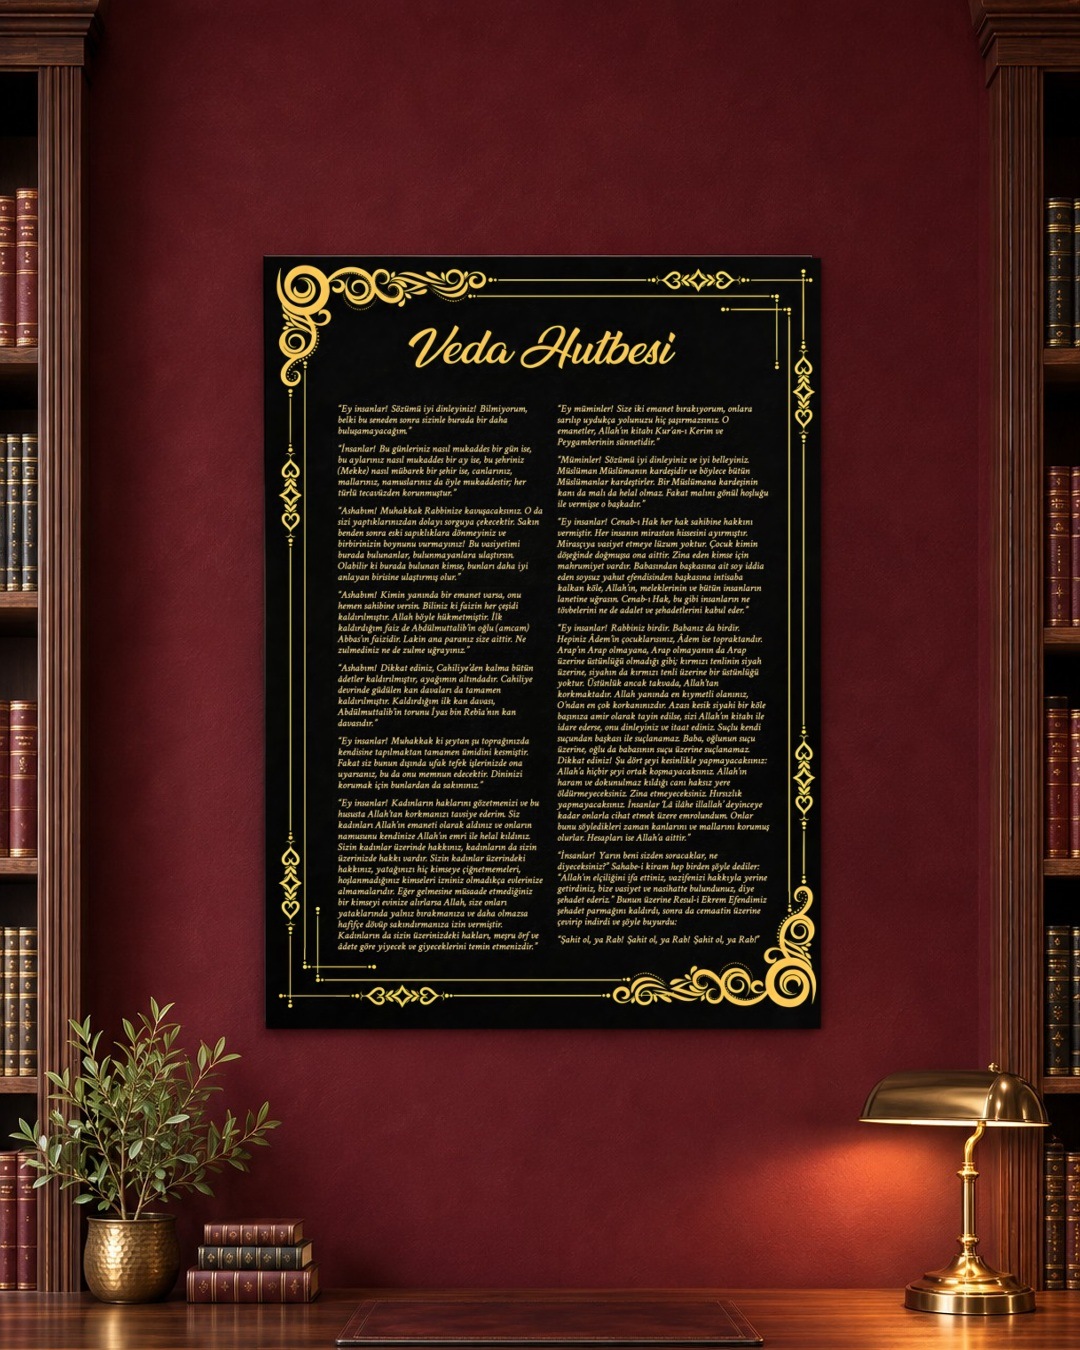 Veda Hutbesi
"Ey insanlar! Sözümü iyi dinleyiniz! Bilmiyorum,
belki bu seneden sonra sizinle burada bir daha
buluşamayacağım."
"İnsanlar! Bu günleriniz nasıl mukaddes bir gün ise,
bu aylarınız nasıl mukaddes bir ay ise, bu şehriniz
(Mekke) nasıl mübarek bir şehir ise, canlarınız,
mallarınız, namuslarınız da öyle mukaddestir; her
türlü tecavüzden korunmuştur."
"Ashabım! Muhakkak Rabbinize kavuşacaksınız. O da
sizi yaptıklarınızdan dolayı sorguya çekecektir. Sakın
benden sonra eski sapıklıklara dönmeyiniz ve
birbirinizin boynunu vurmayınız! Bu vasiyetimi
burada bulunanlar, bulunmayanlara ulaştırsın.
Olabilir ki burada bulunan kimse, bunları daha iyi
anlayan birisine ulaştırmış olur."
"Ashabım! Kimin yanında bir emanet varsa, onu
hemen sahibine versin. Biliniz ki faizin her çeşidi
kaldırılmıştır. Allah böyle hükmetmiştir. İlk
kaldırdığım faiz de Abdülmuttalib'in oğlu (amcam)
Abbas'ın faizidir. Lakin ana paranız size aittir. Ne
zulmediniz ne de zulme uğrayınız."
"Ashabım! Dikkat ediniz, Cahiliye'den kalma bütün
âdetler kaldırılmıştır, ayağımın altındadır. Cahiliye
devrinde güdülen kan davaları da tamamen
kaldırılmıştır. Kaldırdığım ilk kan davası,
Abdülmuttalib'in torunu İyas bin Rebîa'nın kan
davasıdır."
"Ey insanlar! Muhakkak ki şeytan şu toprağınızda
kendisine tapılmaktan tamamen ümidini kesmiştir.
Fakat siz bunun dışında ufak tefek işlerinizde ona
uyarsanız, bu da onu memnun edecektir. Dininizi
korumak için bunlardan da sakınınız."
"Ey insanlar! Kadınların haklarını gözetmenizi ve bu
hususta Allah'tan korkmanızı tavsiye ederim. Siz
kadınları Allah'ın emaneti olarak aldınız ve onların
namusunu kendinize Allah'ın emri ile helal kıldınız.
Sizin kadınlar üzerinde hakkınız, kadınların da sizin
üzerinizde hakkı vardır. Sizin kadınlar üzerindeki
hakkınız, yatağınızı hiç kimseye çiğnetmemeleri,
hoşlanmadığınız kimseleri izniniz olmadıkça evlerinize
almamalarıdır. Eğer gelmesine müsaade etmediğiniz
bir kimseyi evinize alırlarsa Allah, size onları
yataklarında yalnız bırakmanıza ve daha olmazsa
hafifçe dövüp sakındırmanıza izin vermiştir.
Kadınların da sizin üzerinizdeki hakları, meşru örf ve
âdete göre yiyecek ve giyeceklerini temin etmenizdir."
"Ey müminler! Size iki emanet bırakıyorum, onlara
sarılıp uydukça yolunuzu hiç şaşırmazsınız. O
emanetler, Allah'ın kitabı Kur'an-ı Kerim ve
Peygamberinin sünnetidir."
"Müminler! Sözümü iyi dinleyiniz ve iyi belleyiniz.
Müslüman Müslümanın kardeşidir ve böylece bütün
Müslümanlar kardeştirler. Bir Müslümana kardeşinin
kanı da malı da helal olmaz. Fakat malını gönül hoşluğu
ile vermişse o başkadır."
"Ey insanlar! Cenab-ı Hak her hak sahibine hakkını
vermiştir. Her insanın mirastan hissesini ayırmıştır.
Mirasçıya vasiyet etmeye lüzum yoktur. Çocuk kimin
döşeğinde doğmuşsa ona aittir. Zina eden kimse için
mahrumiyet vardır. Babasından başkasına ait soy iddia
eden soysuz yahut efendisinden başkasına intisaba
kalkan köle, Allah'ın, meleklerinin ve bütün insanların
lanetine uğrasın. Cenab-ı Hak, bu gibi insanların ne
tövbelerini ne de adalet ve şehadetlerini kabul eder."
"Ey insanlar! Rabbiniz birdir. Babanız da birdir.
Hepiniz Âdem'in çocuklarısınız, Âdem ise topraktandır.
Arap'ın Arap olmayana, Arap olmayanın da Arap
üzerine üstünlüğü olmadığı gibi; kırmızı tenlinin siyah
üzerine, siyahın da kırmızı tenli üzerine bir üstünlüğü
yoktur. Üstünlük ancak takvada, Allah'tan
korkmaktadır. Allah yanında en kıymetli olanınız,
O'ndan en çok korkanınızdır. Azası kesik siyahi bir köle
başınıza amir olarak tayin edilse, sizi Allah'ın kitabı ile
idare ederse, onu dinleyiniz ve itaat ediniz. Suçlu kendi
suçundan başkası ile suçlanamaz. Baba, oğlunun suçu
üzerine, oğlu da babasının suçu üzerine suçlanamaz.
Dikkat ediniz! Şu dört şeyi kesinlikle yapmayacaksınız:
Allah'a hiçbir şeyi ortak koşmayacaksınız. Allah'ın
haram ve dokunulmaz kıldığı canı haksız yere
öldürmeyeceksiniz. Zina etmeyeceksiniz. Hırsızlık
yapmayacaksınız. İnsanlar 'Lâ ilâhe illallah' deyinceye
kadar onlarla cihat etmek üzere emrolundum. Onlar
bunu söyledikleri zaman kanlarını ve mallarını korumuş
olurlar. Hesapları ise Allah'a aittir."
"İnsanlar! Yarın beni sizden soracaklar, ne
diyeceksiniz?" Sahabe-i kiram hep birden şöyle dediler:
"Allah'ın elçiliğini ifa ettiniz, vazifenizi hakkıyla yerine
getirdiniz, bize vasiyet ve nasihatte bulundunuz, diye
şehadet ederiz." Bunun üzerine Resul-i Ekrem Efendimiz
şehadet parmağını kaldırdı, sonra da cemaatin üzerine
çevirip indirdi ve şöyle buyurdu:
"Şahit ol, ya Rab! Şahit ol, ya Rab! Şahit ol, ya Rab!"